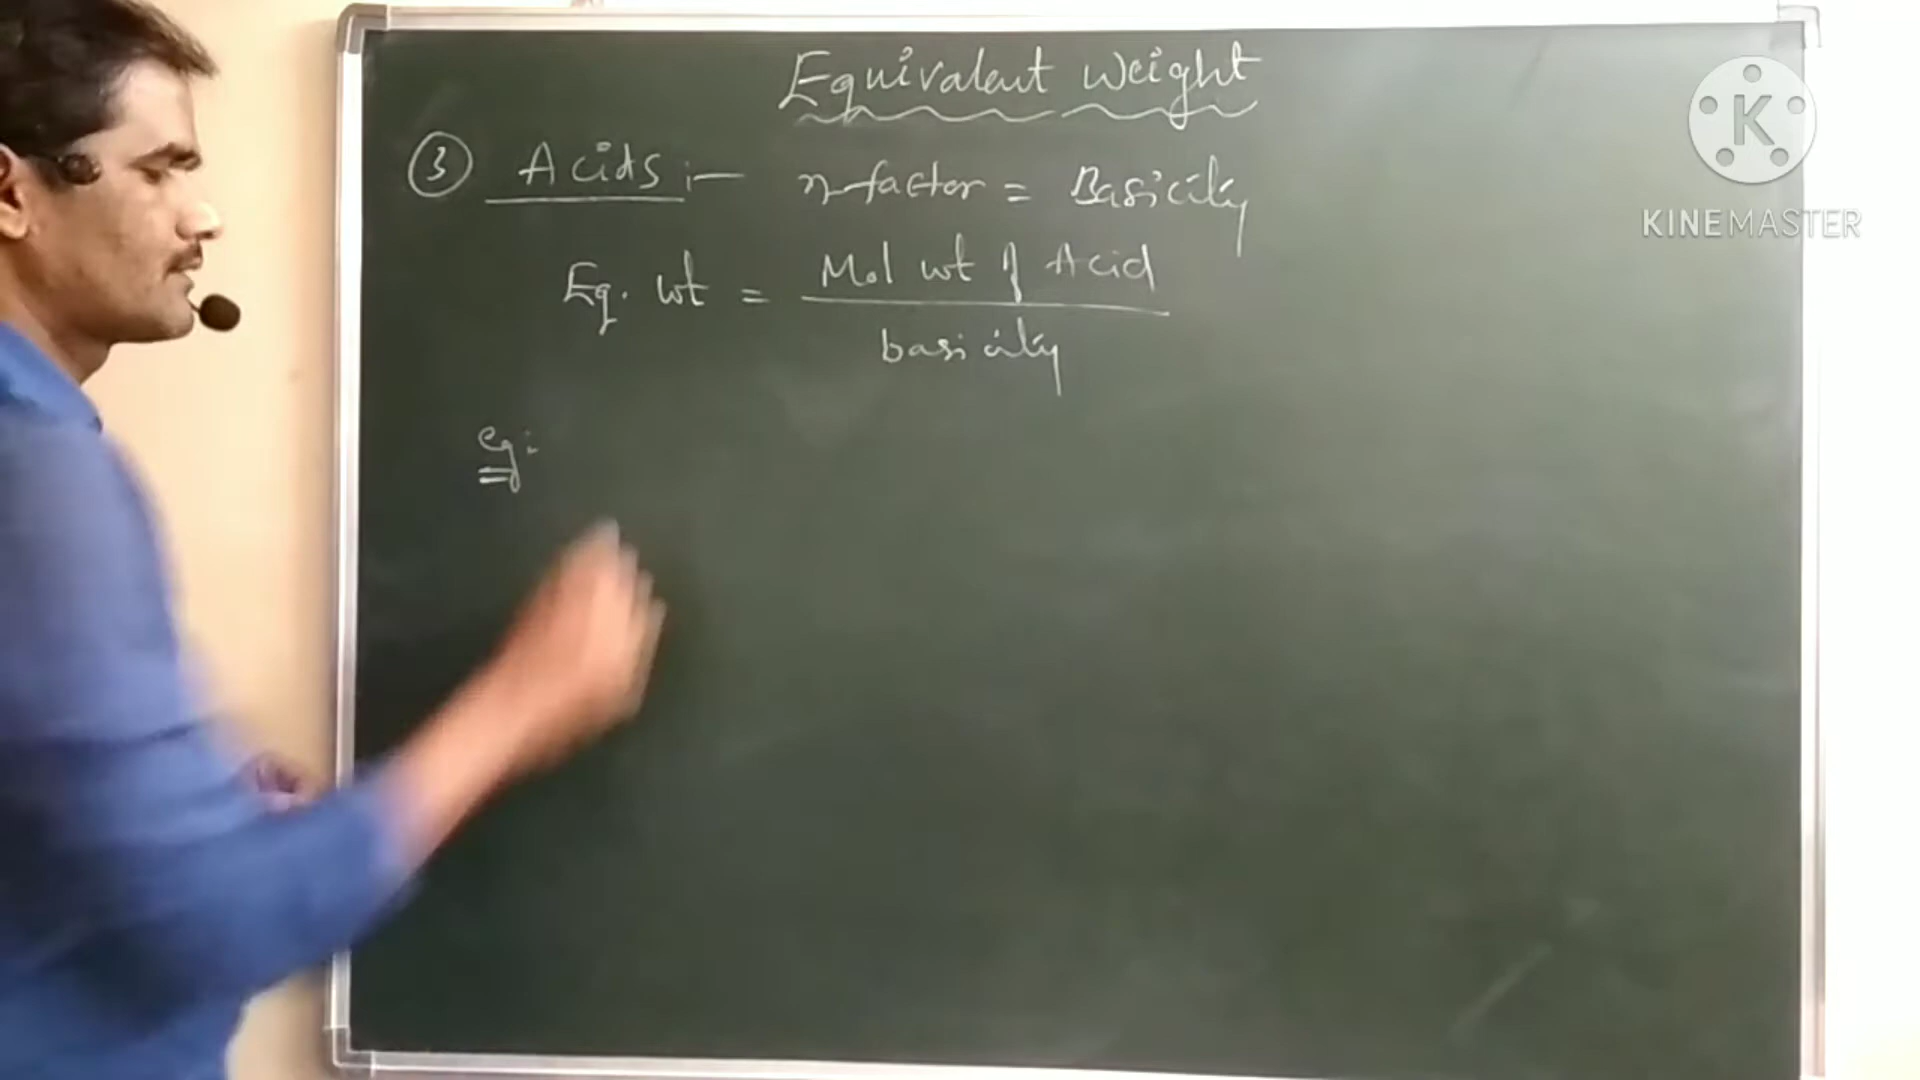 Equivalent Weight
③ Acids :- n-factor = Basicity
Eq. wt = Mol wt of Acid
basicity
eg:
K
KINEMASTER